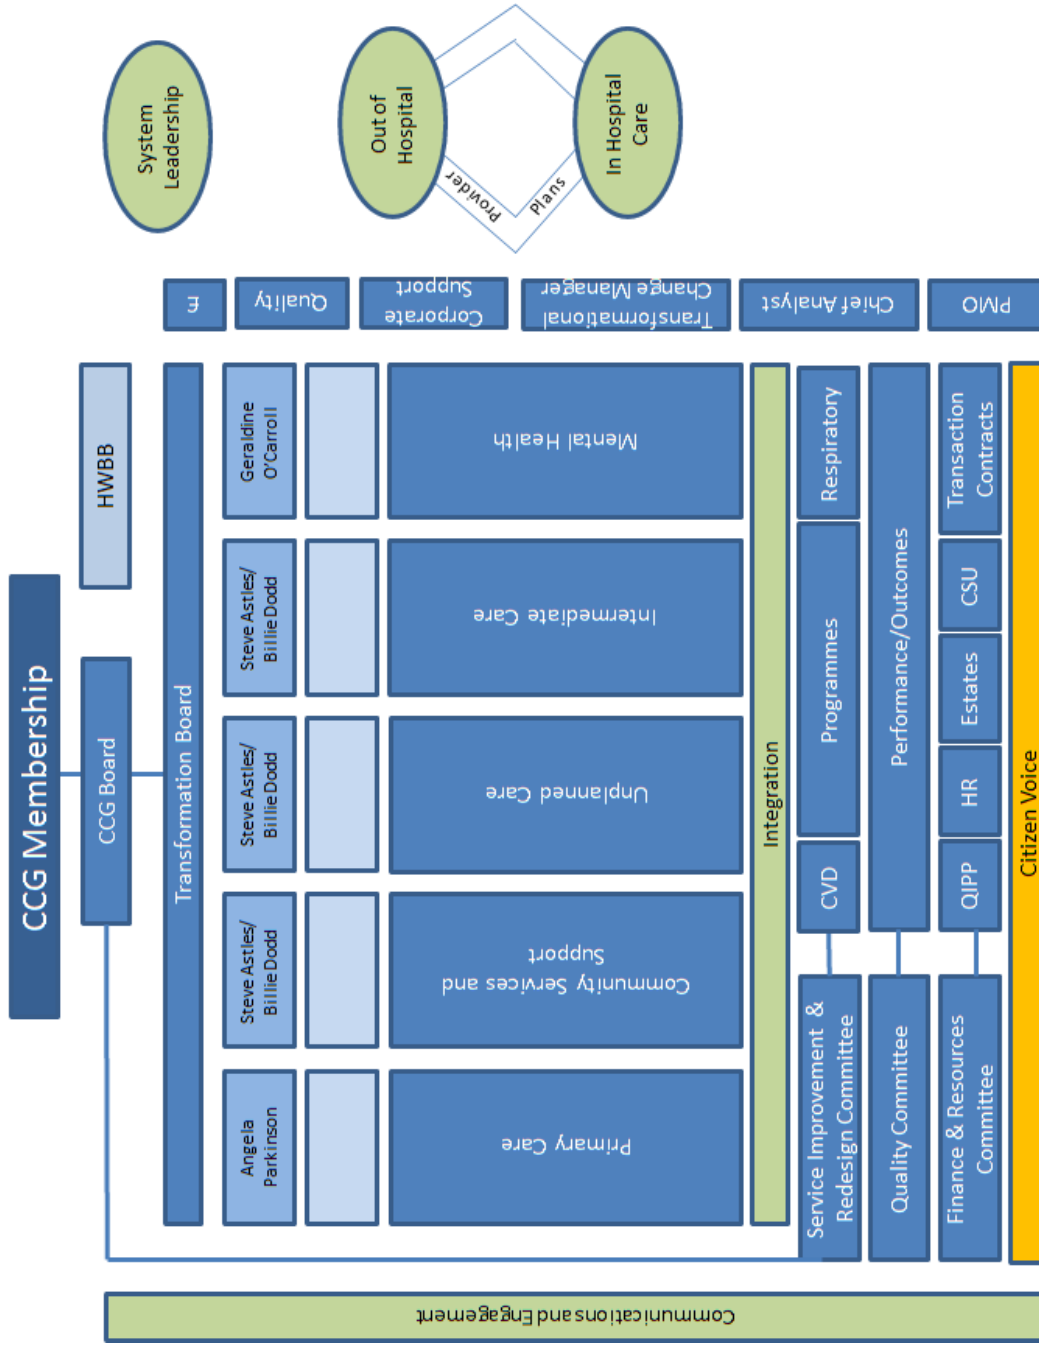 CCG Membership
CCG Board
HWBB
Transformation Board
£
Angela
Parkinson
Steve Astles/
Billie Dodd
Steve Astles/
Billie Dodd
Steve Astles/
Billie Dodd
Geraldine
O'Carroll
Quality
Primary Care
Community Services and
Support
Unplanned Care
Intermediate Care
Mental Health
Corporate
Support
Transformational
Change Manager
Integration
Chief Analyst
Service Improvement &
Redesign Committee
CVD
Programmes
Respiratory
Quality Committee
Performance/Outcomes
Finance & Resources
Committee
QIPP
HR
Estates
CSU
Transaction
Contracts
PMO
Citizen Voice
Communications and Engagement
System
Leadership
Out of
Hospital
Provider
Plans
In Hospital
Care